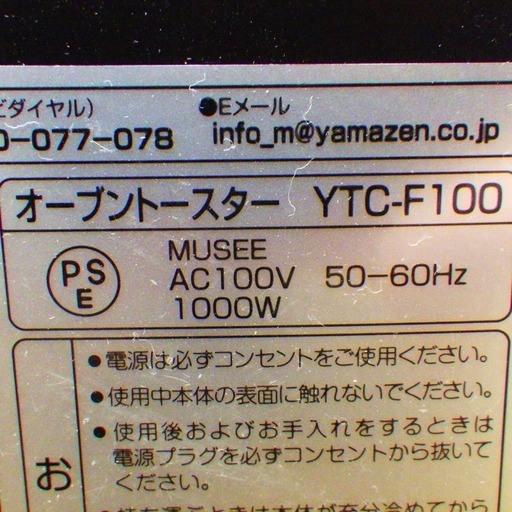 ダイヤル)
●Eメール
0-077-078
info_m@yamazen.co.jp
オーブントースター YTC-F100
PSE
MUSEE
AC100V 50-60Hz
1000W
●電源は必ずコンセントをご使用ください。
●使用中本体の表面に触れないでください。
●使用後およびお手入れをするときは
電源プラグを必ずコンセントから抜いて
ください。
お